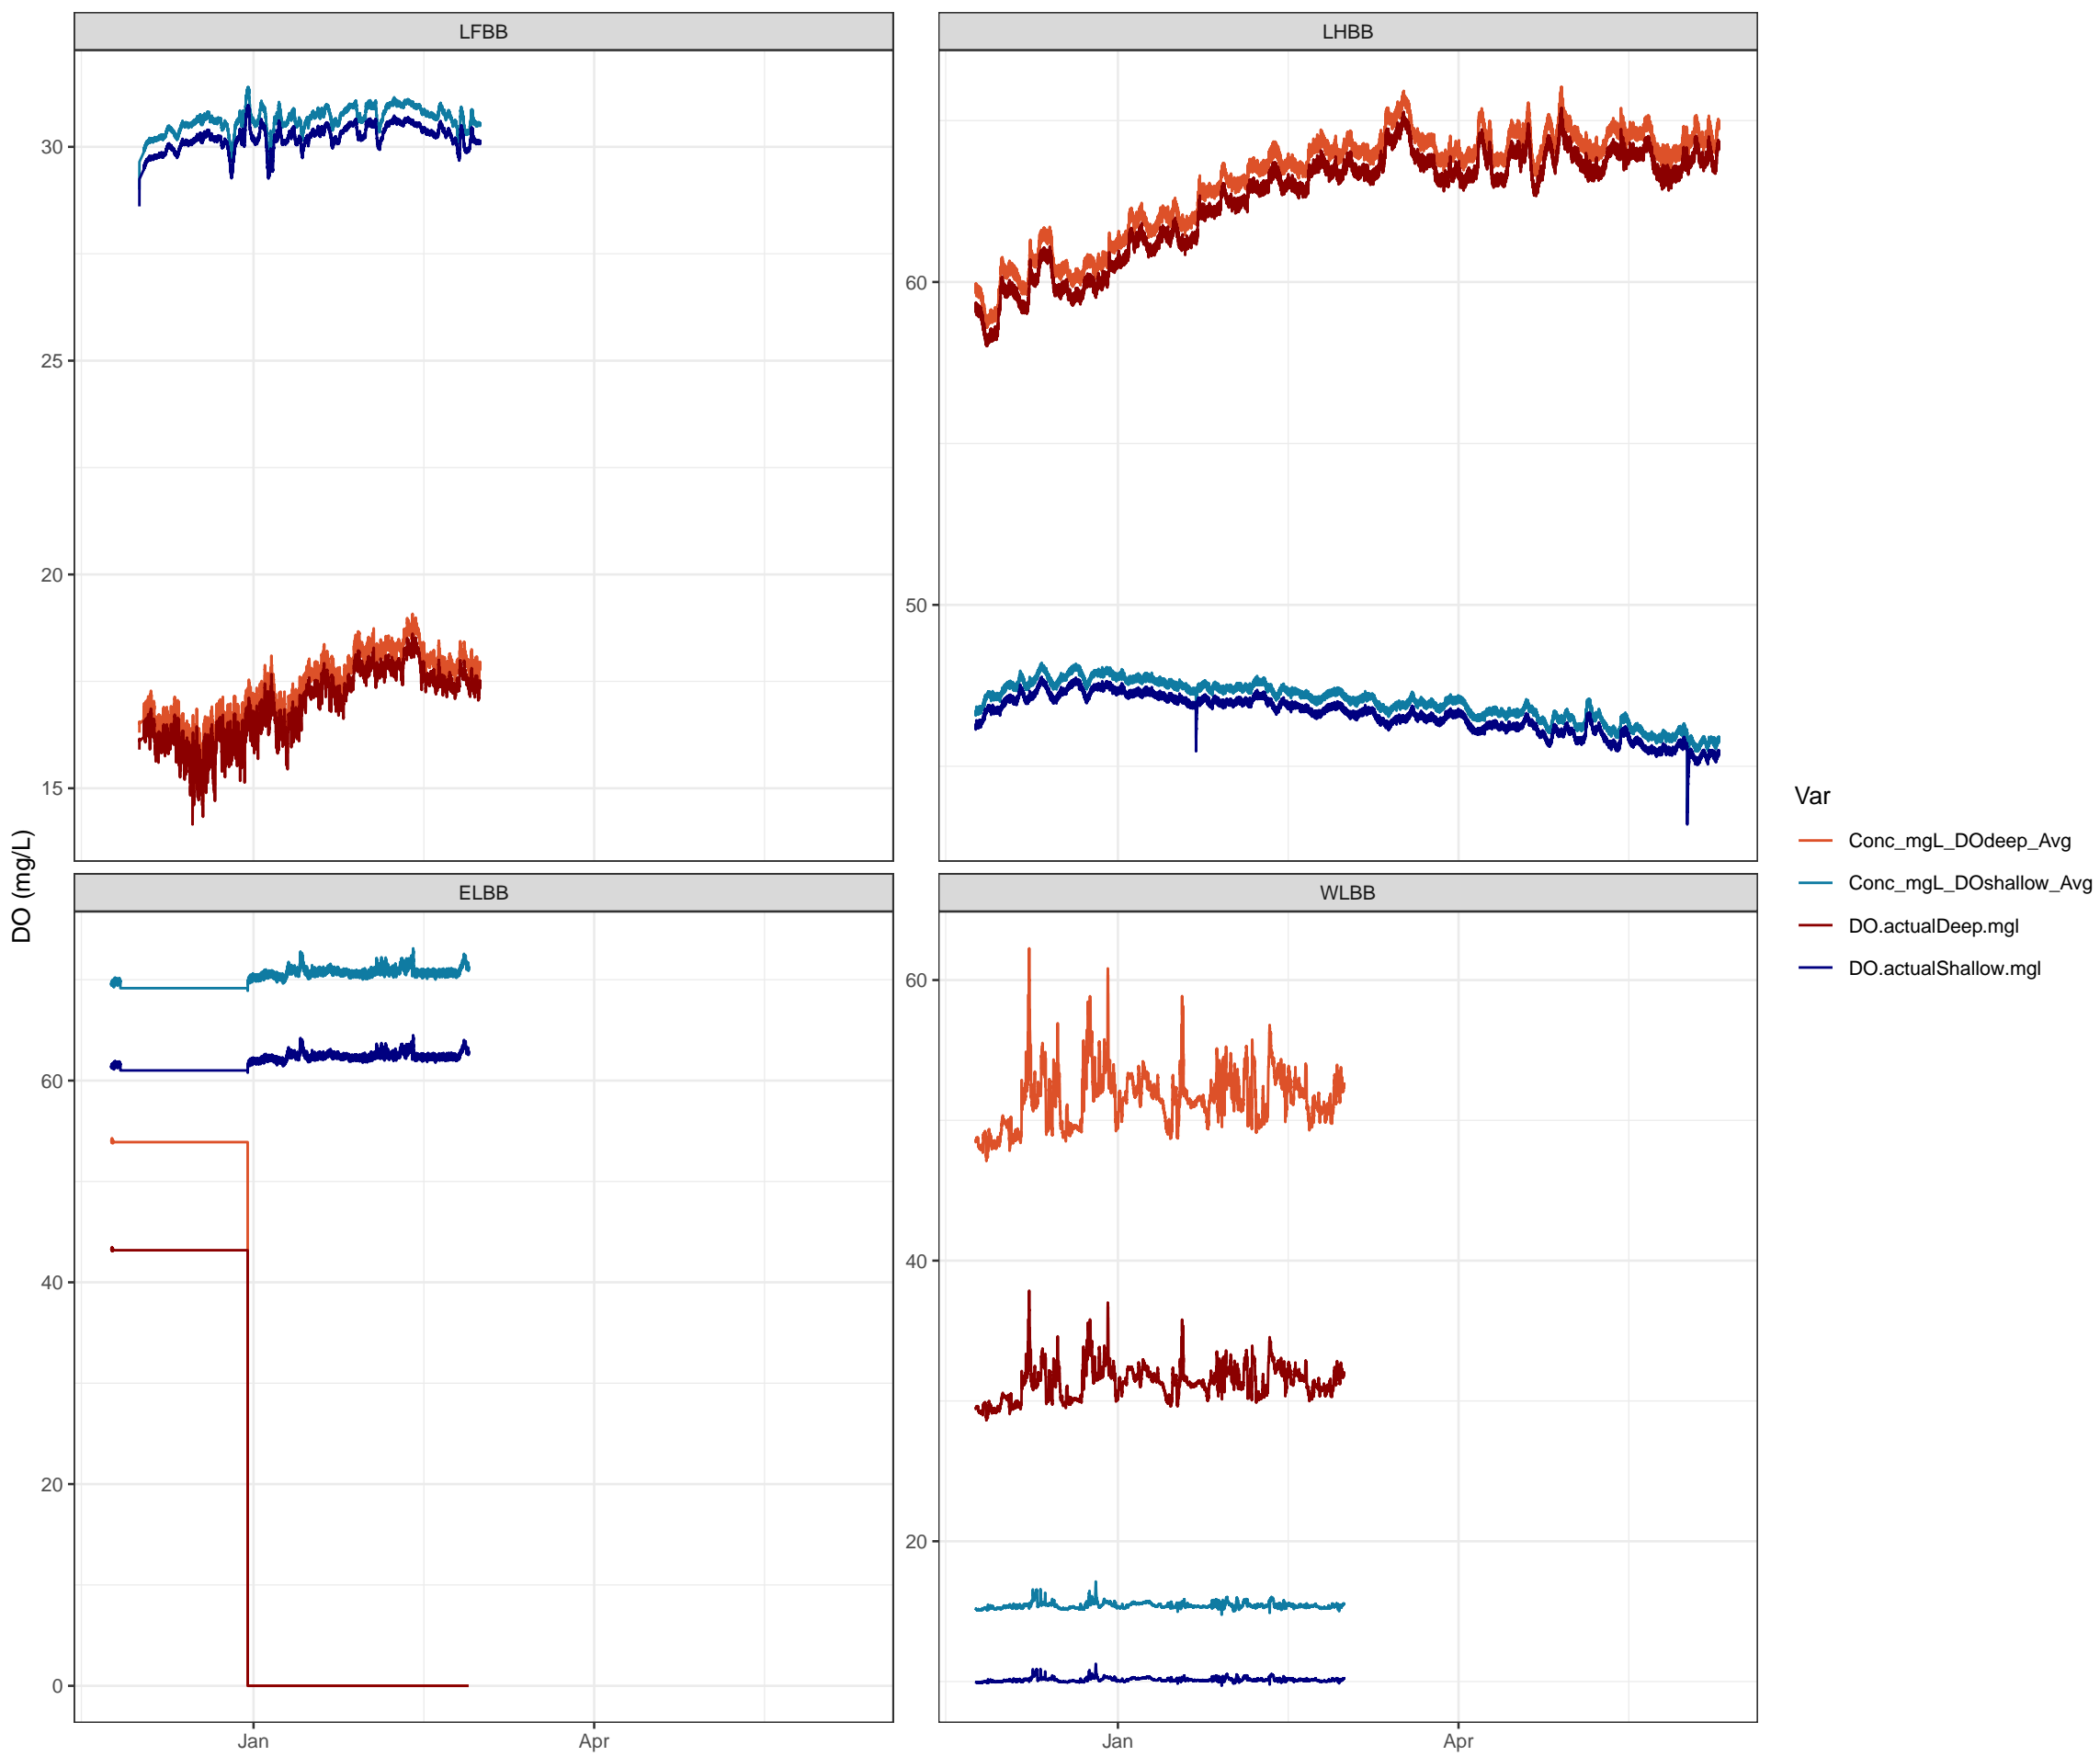 LFBB
LHBB
30
25
20
15
60
50
DO (mg/L)
ELBB
WLBB
60
40
20
0
60
40
20
Jan
Apr
Jan
Apr
Var
Conc_mgL_DOdeep_Avg
Conc_mgL_DOshallow_Avg
DO.actualDeep.mgl
DO.actualShallow.mgl